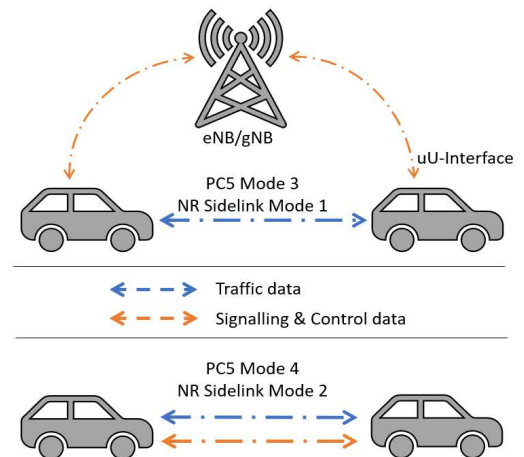 eNB/gNB
uU-Interface
PC5 Mode 3
NR Sidelink Mode 1
Traffic data
Signalling & Control data
PC5 Mode 4
NR Sidelink Mode 2